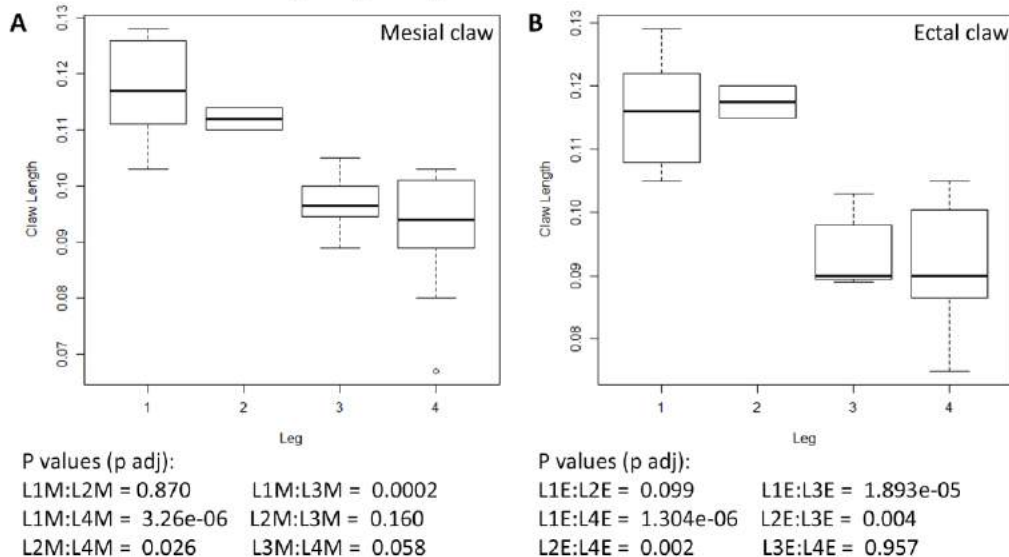 A
Mesial claw
0.13
0.12
0.11
0.10
0.09
0.08
0.07
Claw Length
1 2 3 4
Leg
P values (p adj):
L1M:L2M = 0.870 L1M:L3M = 0.0002
L1M:L4M = 3.26e-06 L2M:L3M = 0.160
L2M:L4M = 0.026 L3M:L4M = 0.058
B
Ectal claw
0.13
0.12
0.11
0.10
0.09
0.08
Claw Length
1 2 3 4
Leg
P values (p adj):
L1E:L2E = 0.099 L1E:L3E = 1.893e-05
L1E:L4E = 1.304e-06 L2E:L3E = 0.004
L2E:L4E = 0.002 L3E:L4E = 0.957